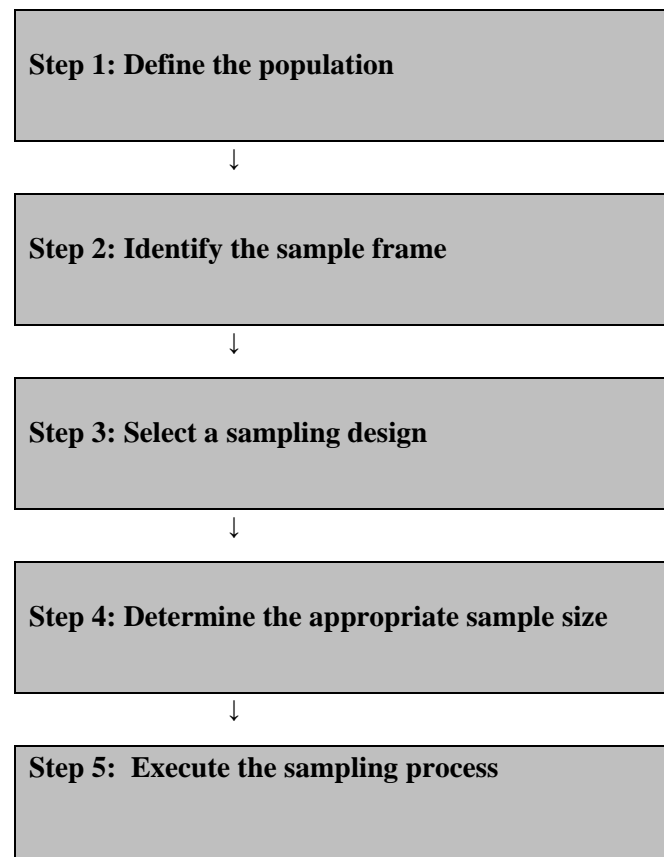 Step 1: Define the population
↓
Step 2: Identify the sample frame
↓
Step 3: Select a sampling design
↓
Step 4: Determine the appropriate sample size
↓
Step 5:  Execute the sampling process